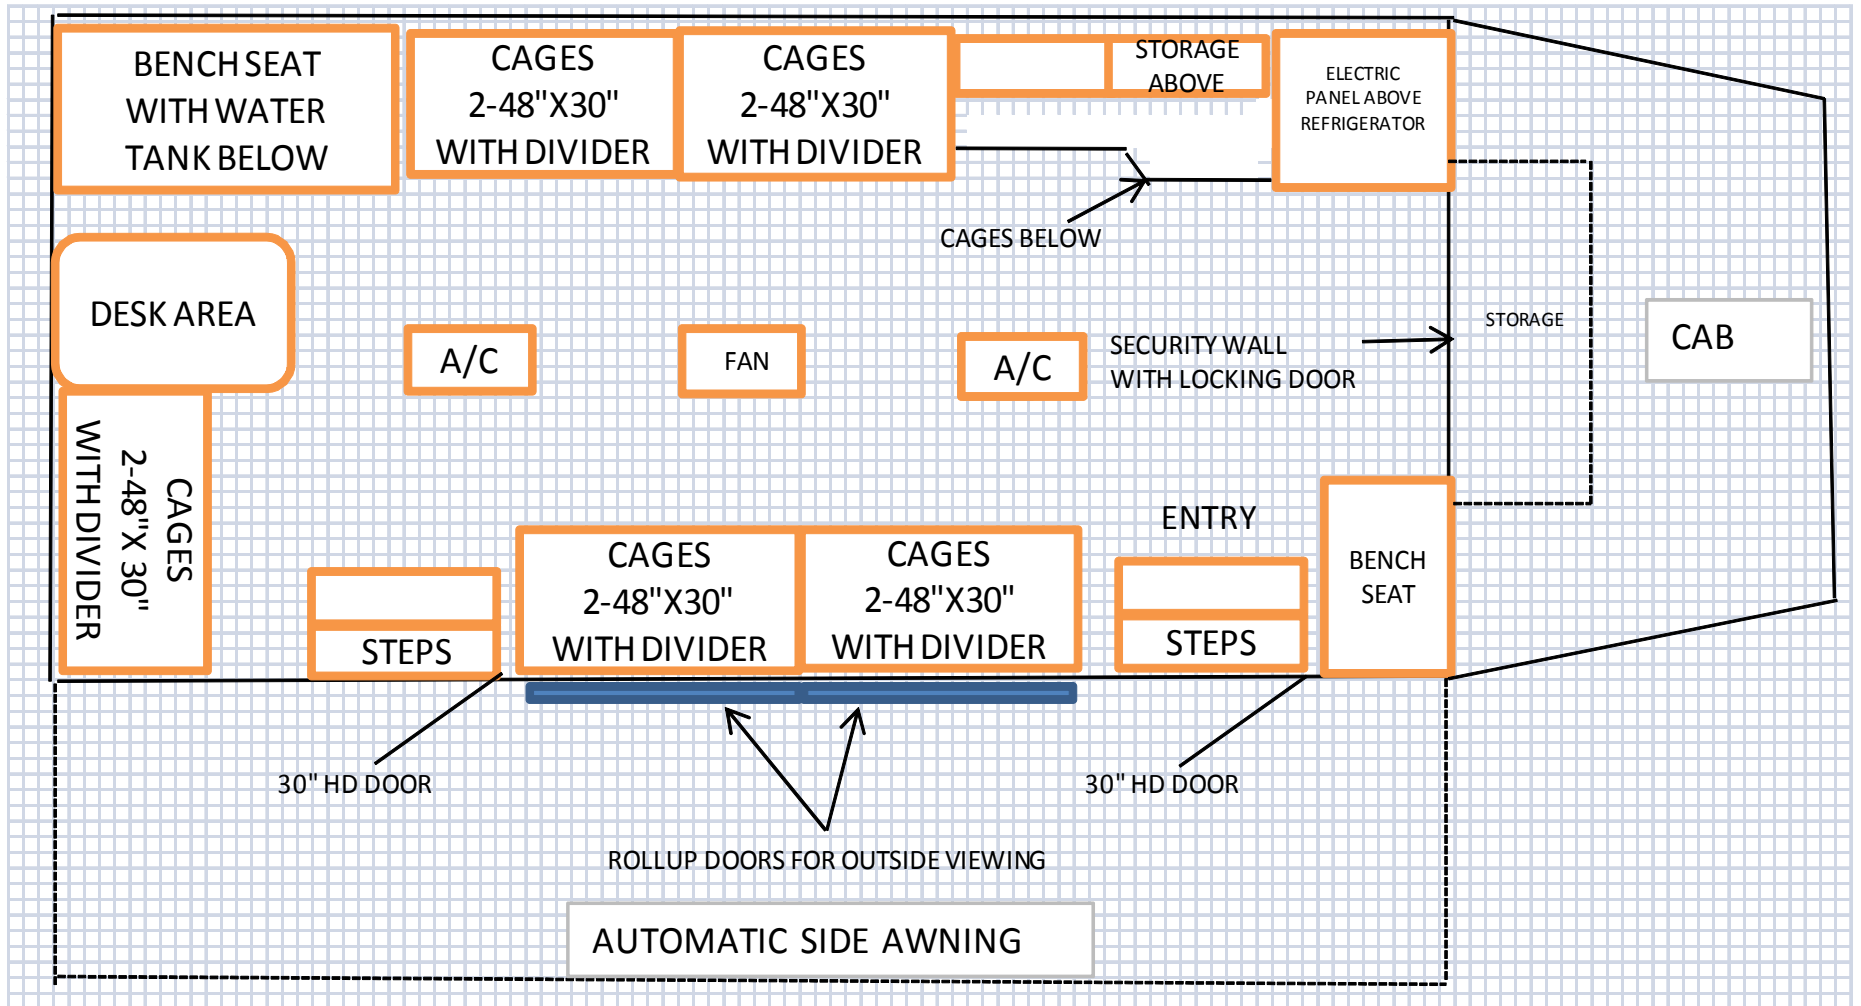 BENCH SEAT
WITH WATER
TANK BELOW
CAGES
2-48"X30"
WITH DIVIDER
CAGES
2-48"X30"
WITH DIVIDER
STORAGE
ABOVE
ELECTRIC
PANEL ABOVE
REFRIGERATOR
CAGES BELOW
DESK AREA
A/C
FAN
A/C
SECURITY WALL
WITH LOCKING DOOR
STORAGE
CAB
CAGES
2-48"X 30"
WITH DIVIDER
STEPS
CAGES
2-48"X30"
WITH DIVIDER
CAGES
2-48"X30"
WITH DIVIDER
ENTRY
STEPS
BENCH
SEAT
30" HD DOOR
30" HD DOOR
ROLLUP DOORS FOR OUTSIDE VIEWING
AUTOMATIC SIDE AWNING